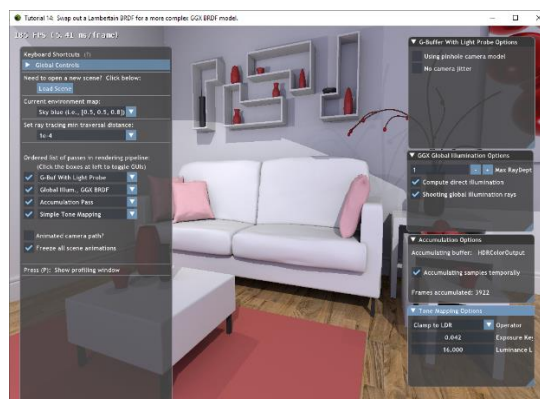 Tutorial 14: Swap out a Lambertain BRDF for a more complex GGX BRDF model.
Keyboard Shortcuts (?)
Global Controls
Need to open a new scene? Click below:
Load Scene
Current environment map:
Sky blue (i.e., [0.5, 0.5, 0.8])
Set ray tracing min traversal distance:
1e-4
Ordered list of passes in rendering pipeline:
(Click the boxes at left to toggle GUIs)
G-Buf With Light Probe
Global Illum., GGX BRDF
Accumulation Pass
Simple Tone Mapping
Animated camera path?
Freeze all scene animations
Press (P): Show profiling window
G-Buffer With Light Probe Options
Using pinhole camera model
No camera jitter
GGX Global Illumination Options
1 - + Max RayDept
Compute direct illumination
Shooting global illumination rays
Accumulation Options
Accumulating buffer: HDRColorOutput
Accumulating samples temporally
Frames accumulated: 3922
Tone Mapping Options
Clamp to LDR Operator
0.042 Exposure Key
16.000 Luminance L